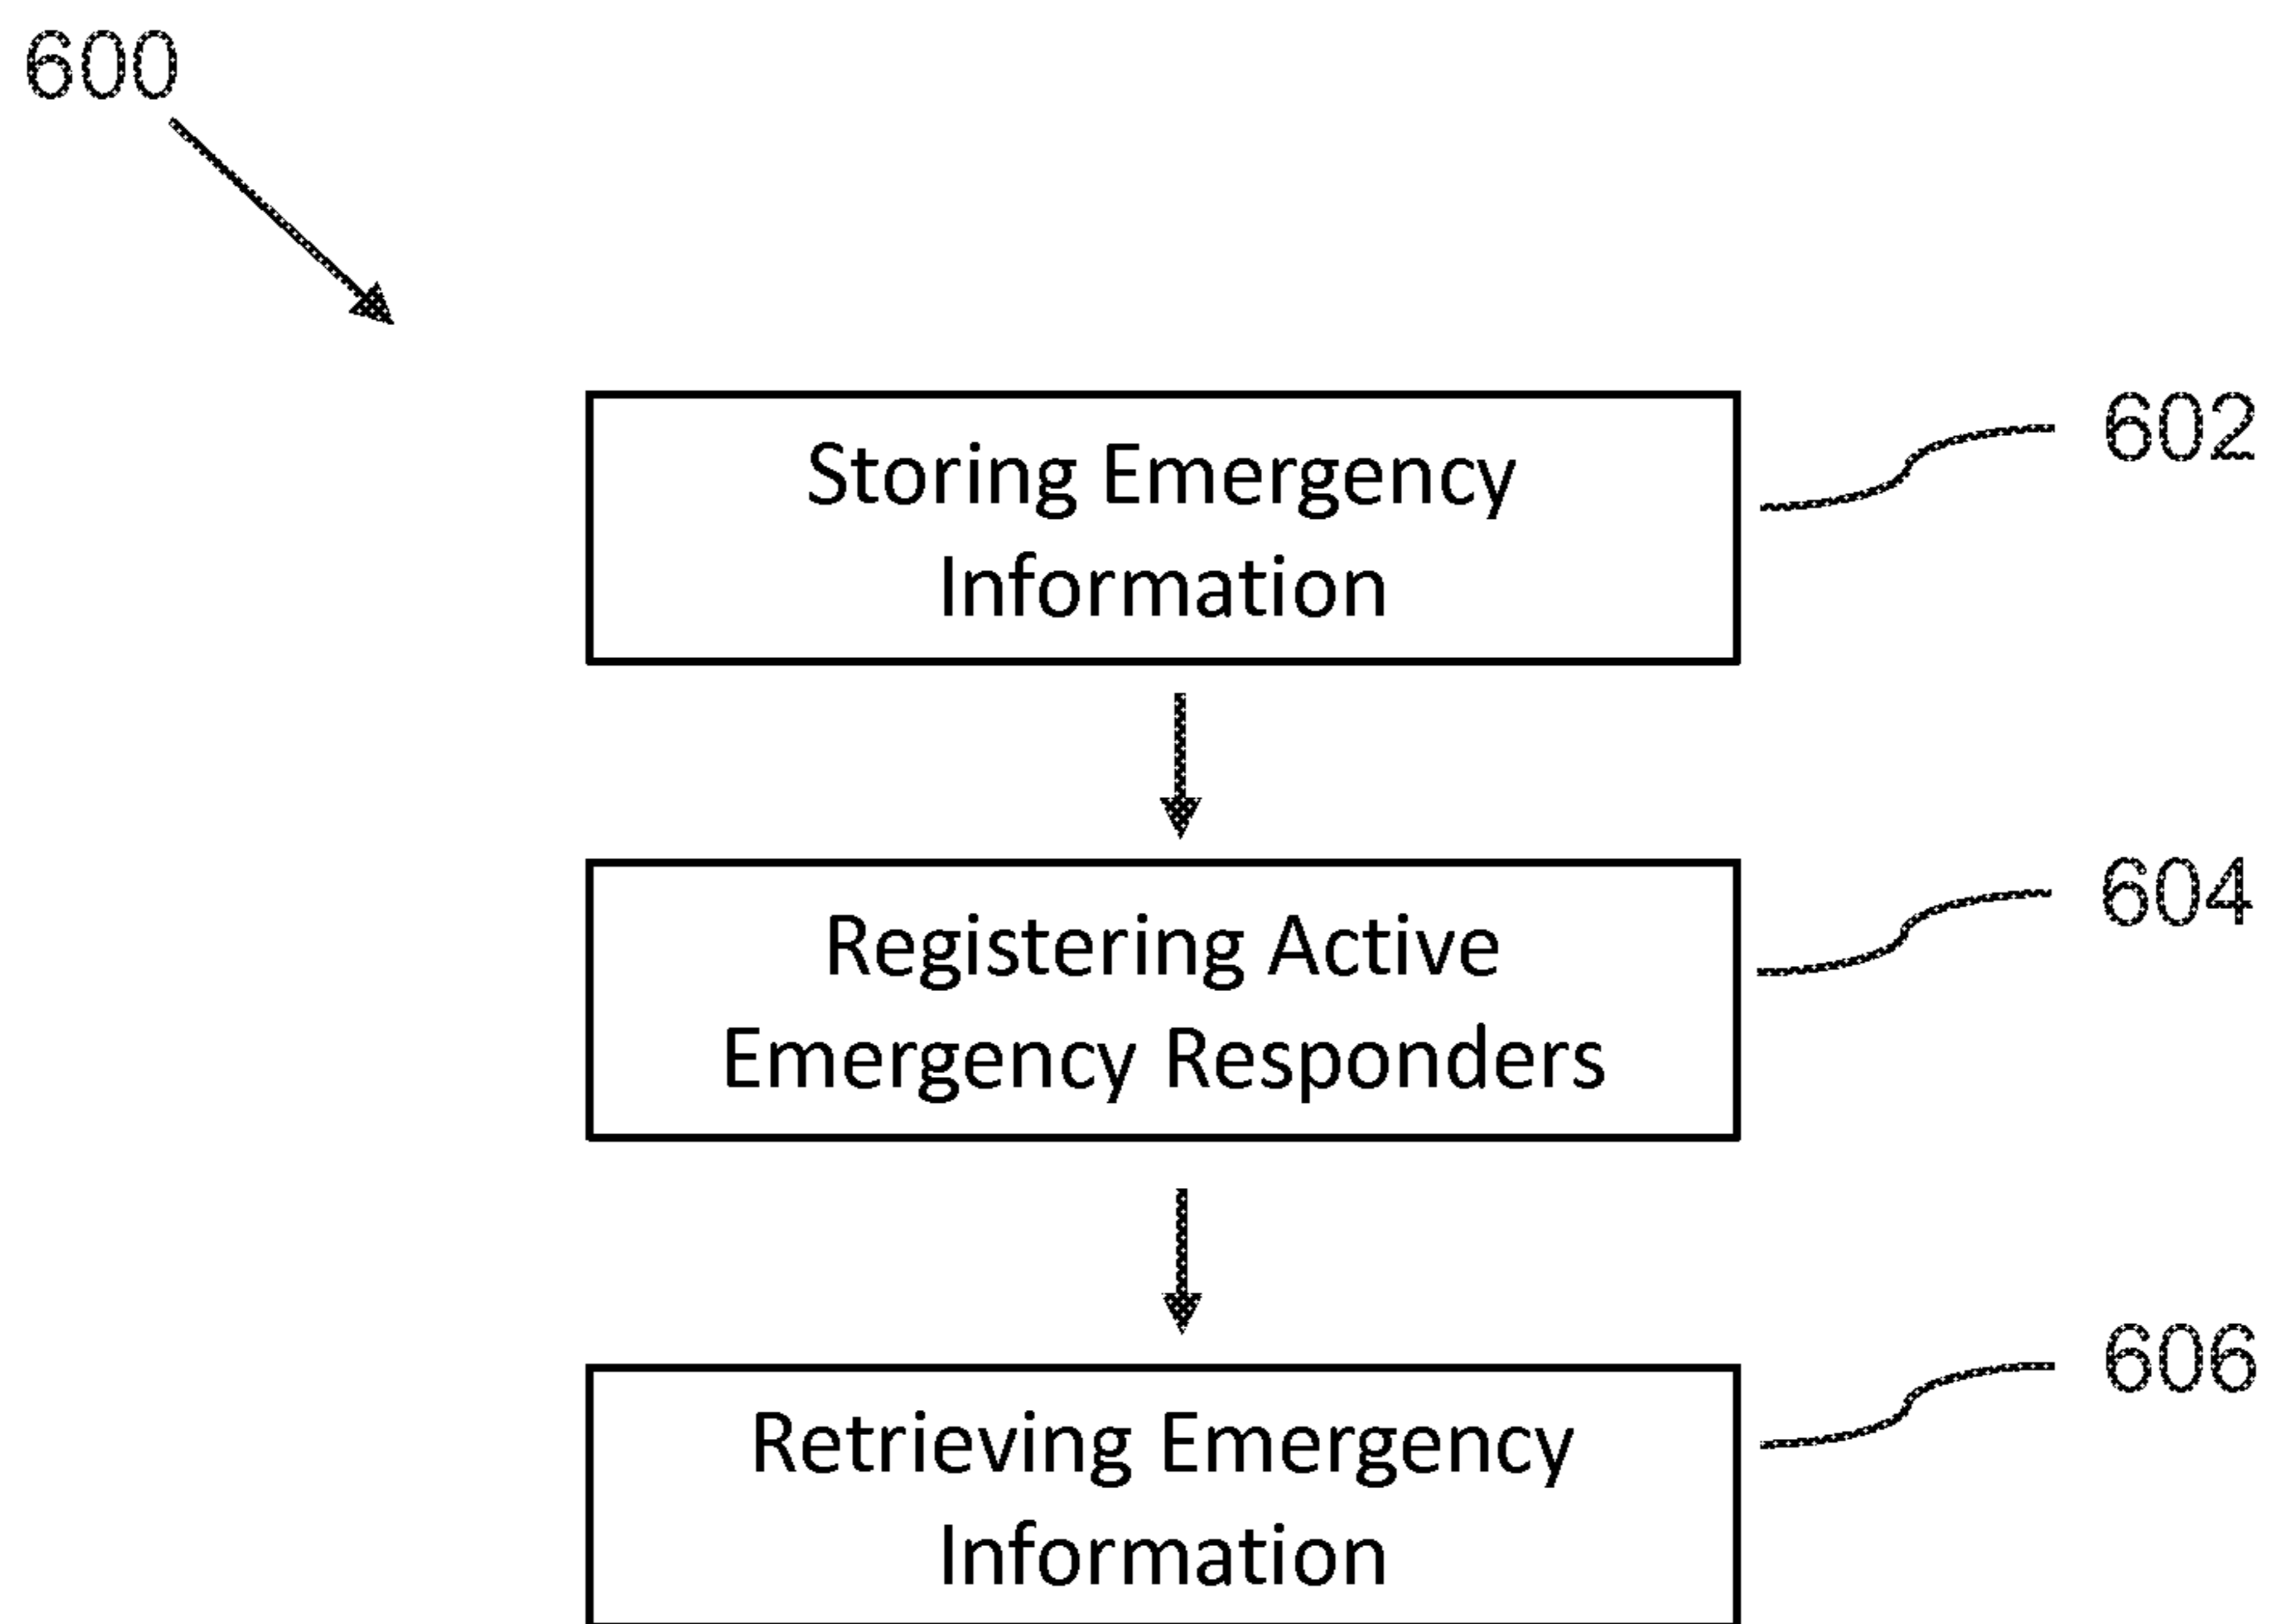 600
Storing Emergency
Information
602
Registering Active
Emergency Responders
604
Retrieving Emergency
Information
606